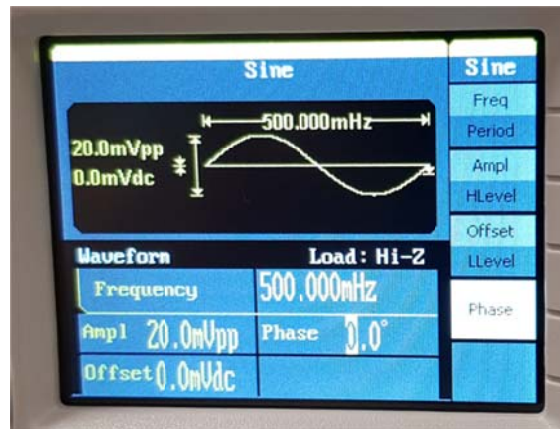 Sine
Sine
500.000mHz
20.0mVpp
0.0mVdc
Freq
Period
Ampl
HLevel
Offset
LLevel
Phase
Waveform Load: Hi-Z
Frequency 500.000mHz
Ampl 20.0mVpp Phase 0.0°
Offset 0.0mVdc